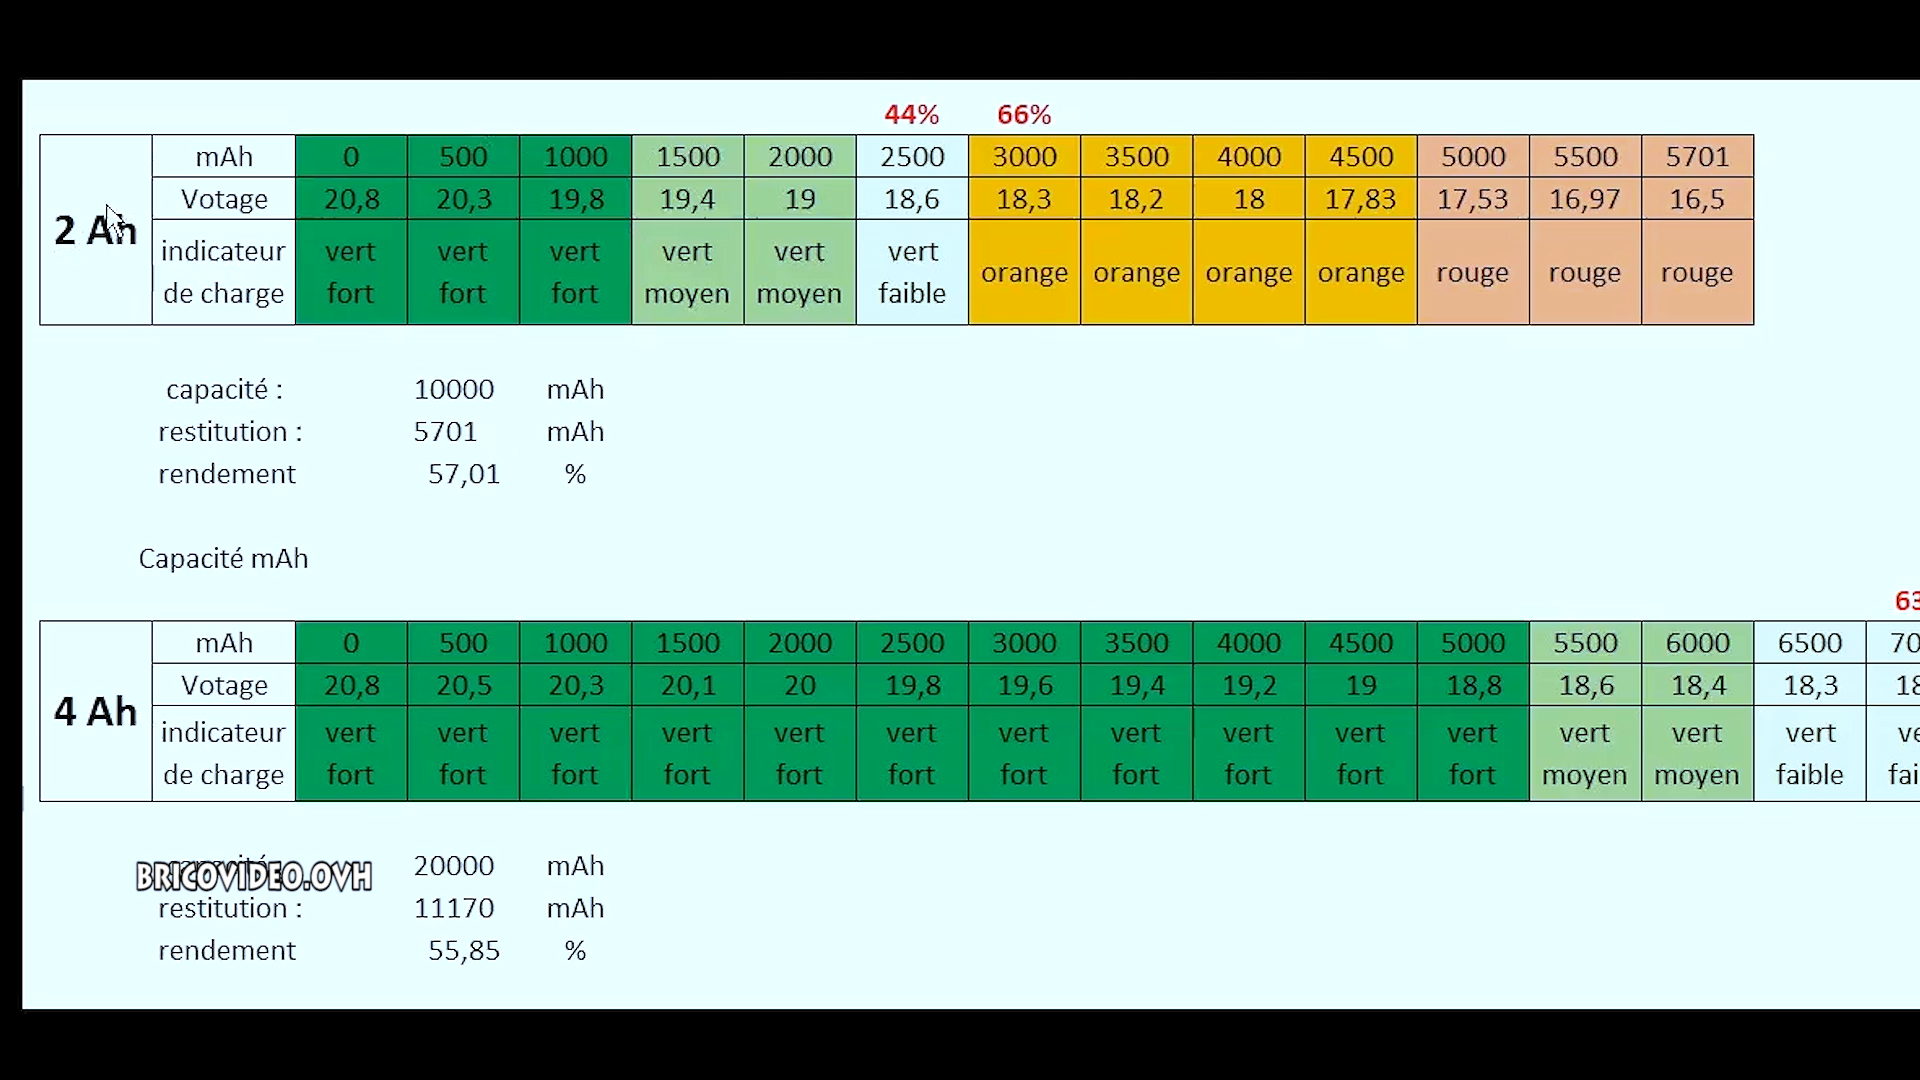 44% 66%
mAh 0 500 1000 1500 2000 2500 3000 3500 4000 4500 5000 5500 5701
2 Ah
Votage 20,8 20,3 19,8 19,4 19 18,6 18,3 18,2 18 17,83 17,53 16,97 16,5
indicateur vert vert vert vert vert vert orange orange orange orange rouge rouge rouge
de charge fort fort fort moyen moyen faible
capacité : 10000 mAh
restitution : 5701 mAh
rendement 57,01 %
Capacité mAh
63
mAh 0 500 1000 1500 2000 2500 3000 3500 4000 4500 5000 5500 6000 6500 70
4 Ah
Votage 20,8 20,5 20,3 20,1 20 19,8 19,6 19,4 19,2 19 18,8 18,6 18,4 18,3 18
indicateur vert vert vert vert vert vert vert vert vert vert vert vert vert vert ve
de charge fort fort fort fort fort fort fort fort fort fort fort moyen moyen faible fai
20000 mAh
BRICOVIDEO.OVH
restitution : 11170 mAh
rendement 55,85 %